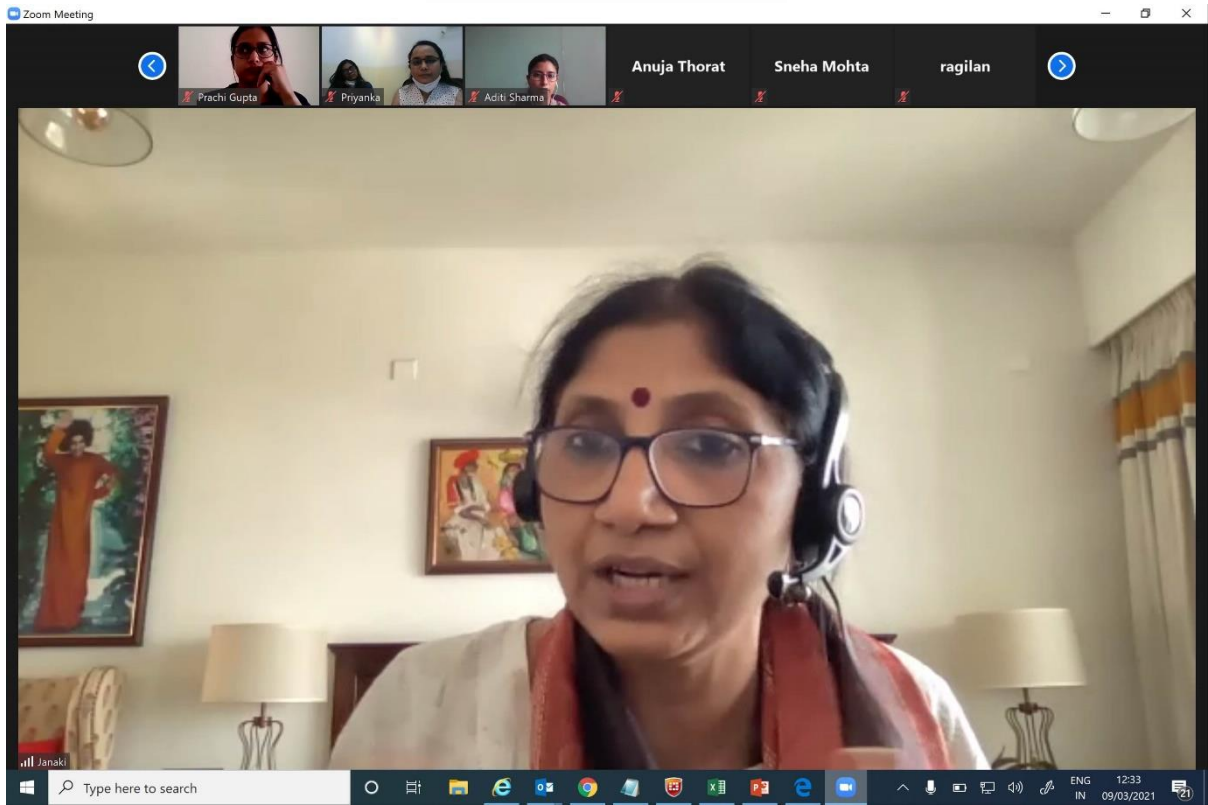 Zoom Meeting
Prachi Gupta
Priyanka
Aditi Sharma
Anuja Thorat
Sneha Mohta
ragilan
Janaki
Type here to search
ENG
IN
12:33
09/03/2021
21